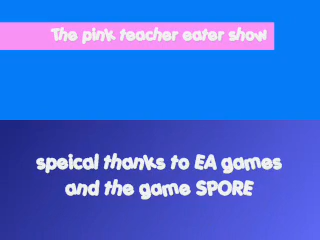 The pink teacher eater show
speical thanks to EA games
and the game SPORE